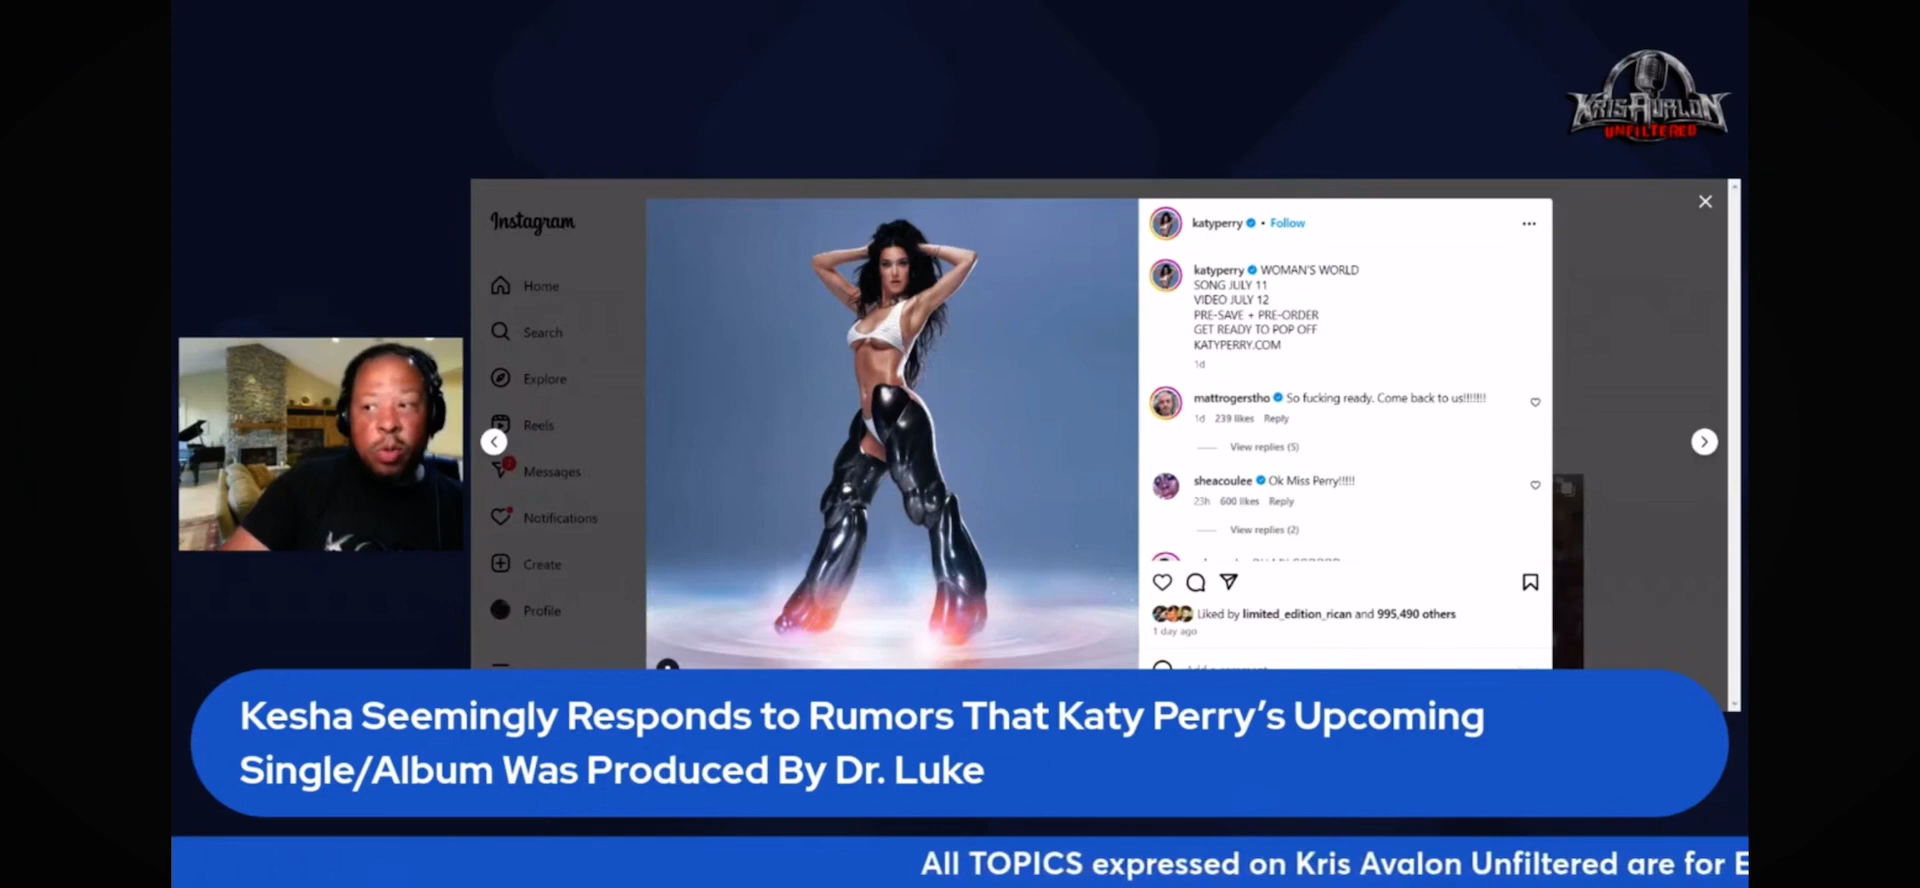 KRIS AVALON
UNFILTERED
Instagram
Home
Search
Explore
Reels
Messages
Notifications
Create
Profile
katyperry • Follow
katyperry WOMAN'S WORLD
SONG JULY 11
VIDEO JULY 12
PRE-SAVE + PRE-ORDER
GET READY TO POP OFF
KATYPERRY.COM
1d
mattrogerstho So fucking ready. Come back to us!!!!!!!
1d 239 likes Reply
View replies (5)
sheacoulee Ok Miss Perry!!!!!
23h 600 likes Reply
View replies (2)
Liked by limited_edition_rican and 995,490 others
1 day ago
Kesha Seemingly Responds to Rumors That Katy Perry's Upcoming
Single/Album Was Produced By Dr. Luke
All TOPICS expressed on Kris Avalon Unfiltered are for E